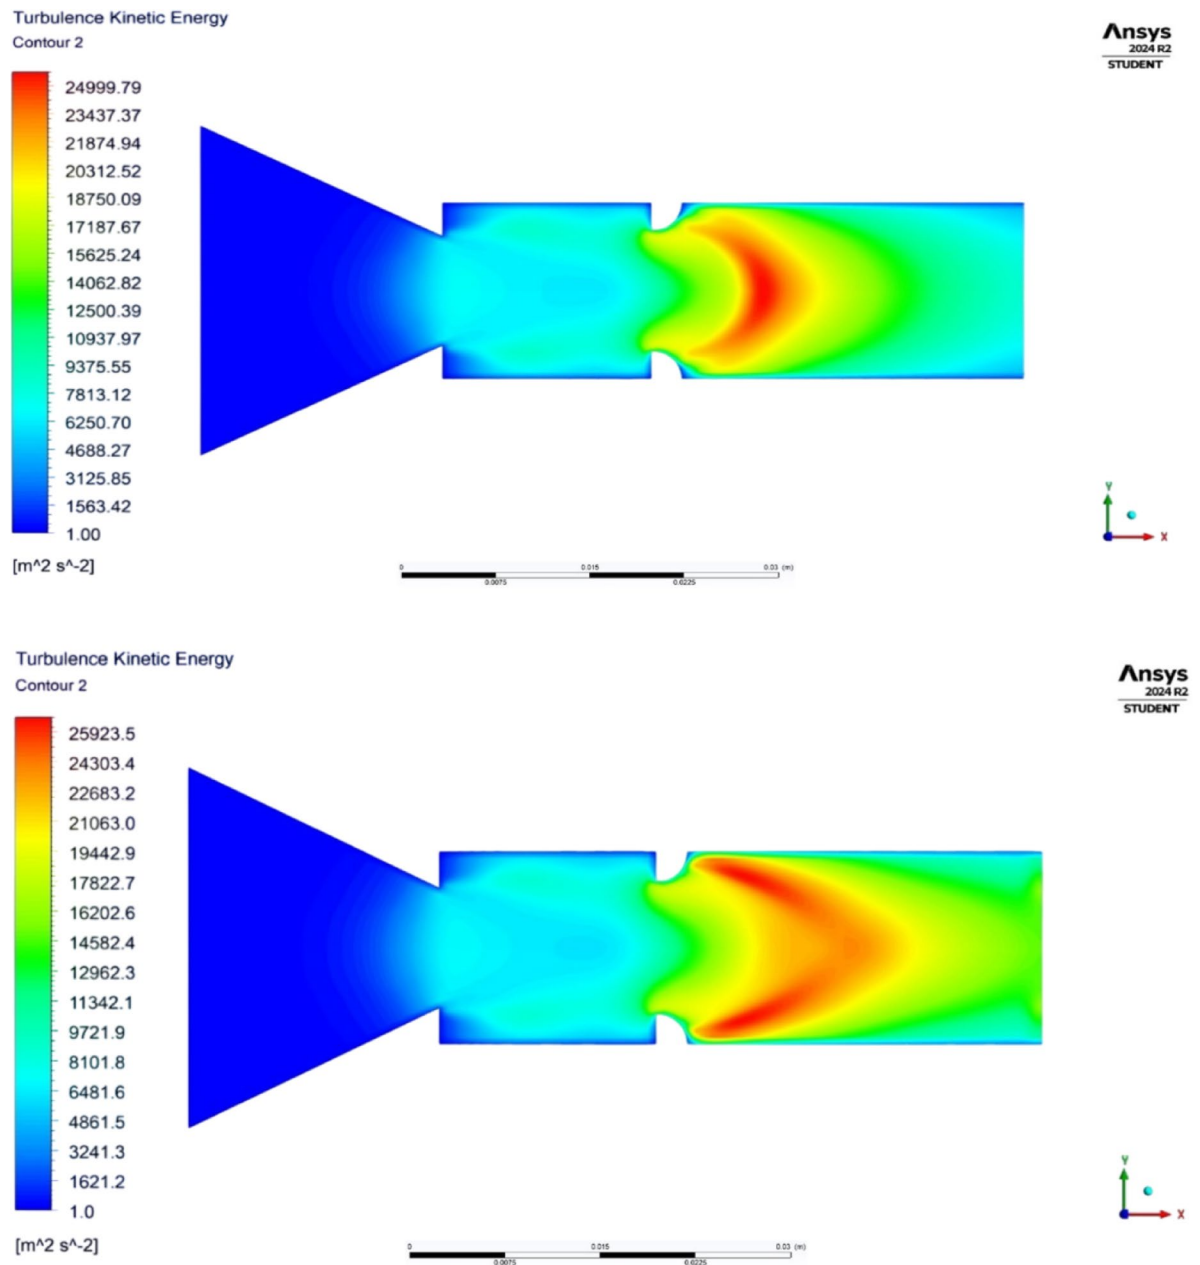 Turbulence Kinetic Energy
Contour 2
Ansys
2024 R2
STUDENT
24999.79
23437.37
21874.94
20312.52
18750.09
17187.67
15625.24
14062.82
12500.39
10937.97
9375.55
7813.12
6250.70
4688.27
3125.85
1563.42
1.00
[m^2 s^-2]
Y
X
0 0.015 0.03 (m)
0.0075 0.0225
Turbulence Kinetic Energy
Contour 2
Ansys
2024 R2
STUDENT
25923.5
24303.4
22683.2
21063.0
19442.9
17822.7
16202.6
14582.4
12962.3
11342.1
9721.9
8101.8
6481.6
4861.5
3241.3
1621.2
1.0
[m^2 s^-2]
Y
X
0 0.015 0.03 (m)
0.0075 0.0225